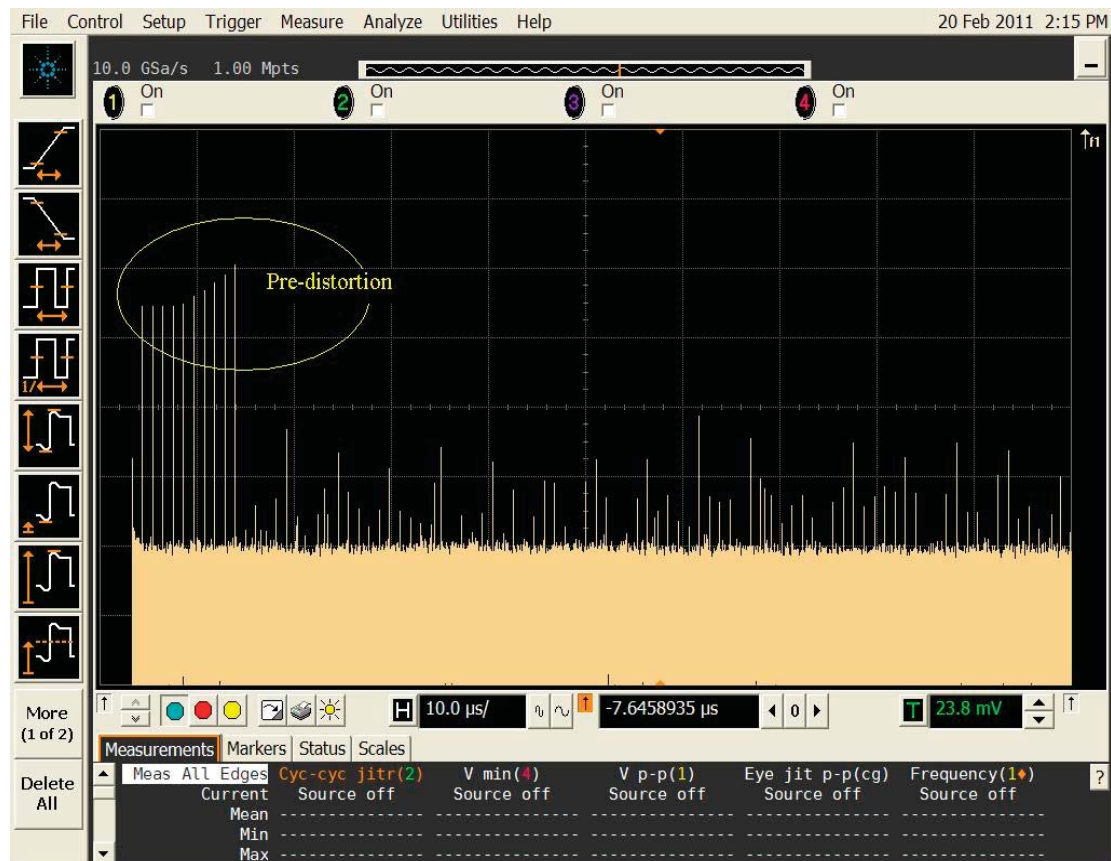 File Control Setup Trigger Measure Analyze Utilities Help 20 Feb 2011 2:15 PM
10.0 GSa/s 1.00 Mpts
1 On 2 On 3 On 4 On
f1
Pre-distortion
1/
More
(1 of 2)
Delete
All
H 10.0 µs/ -7.6458935 µs 0 T 23.8 mV
Measurements Markers Status Scales
Meas All Edges Cyc-cyc jitr(2) V min(4) V p-p(1) Eye jit p-p(cg) Frequency(1♦) ?
Current Source off Source off Source off Source off Source off
Mean --------------- --------------- --------------- --------------- ---------------
Min --------------- --------------- --------------- --------------- ---------------
Max --------------- --------------- --------------- --------------- ---------------